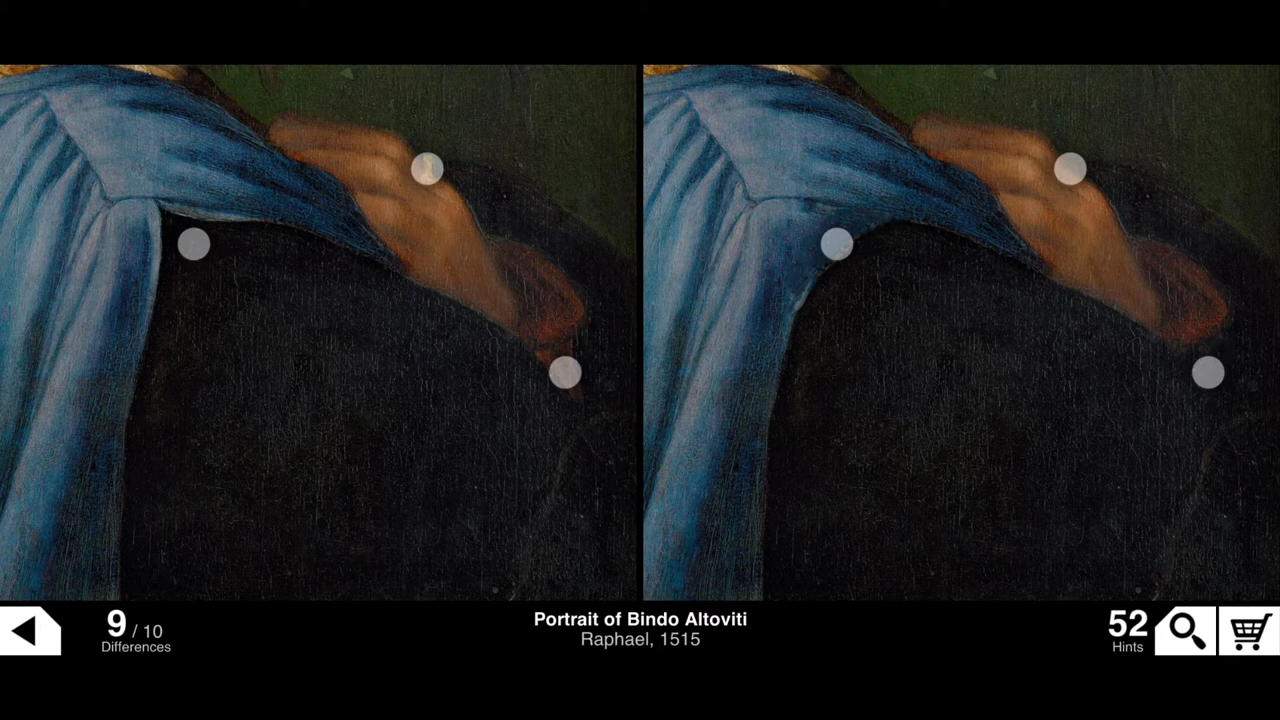 9 / 10
Differences
Portrait of Bindo Altoviti
Raphael, 1515
52
Hints